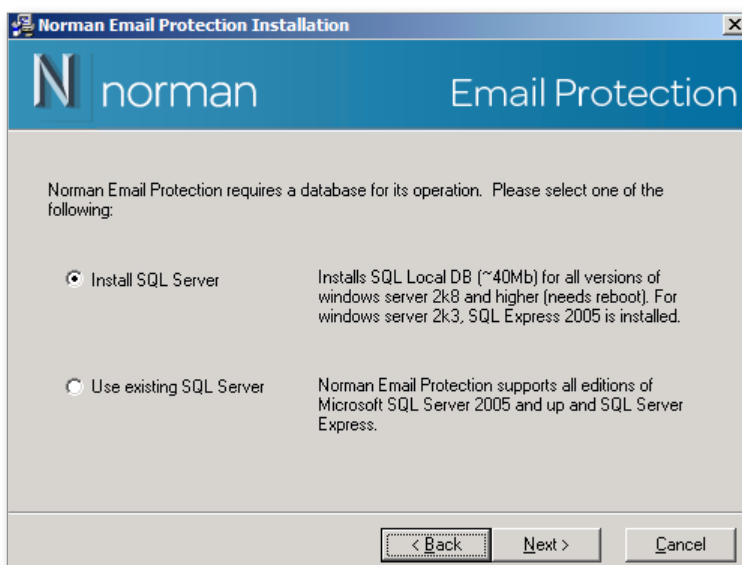 Norman Email Protection Installation
N norman
Email Protection
Norman Email Protection requires a database for its operation.  Please select one of the
following:
Install SQL Server
Installs SQL Local DB (~40Mb) for all versions of
windows server 2k8 and higher (needs reboot). For
windows server 2k3, SQL Express 2005 is installed.
Use existing SQL Server
Norman Email Protection supports all editions of
Microsoft SQL Server 2005 and up and SQL Server
Express.
< Back
Next >
Cancel